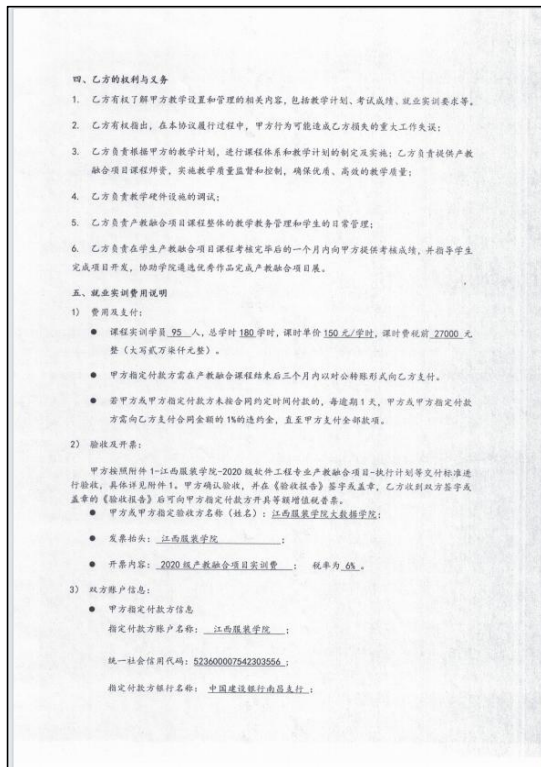 四、乙方的权利与义务
1. 乙方有权了解甲方教学设置和管理的相关内容，包括教学计划、考试成绩、就业实训要求等。
2. 乙方有权指出，在本协议履行过程中，甲方行为可能造成乙方损失的重大工作失误；
3. 乙方负责根据甲方的教学计划，进行课程体系和教学计划的制定及实施；乙方负责提供产教
融合项目课程师资，实施教学质量监督和控制，确保优质、高效的教学质量；
4. 乙方负责教学硬件设施的调试；
5. 乙方负责产教融合项目课程整体的教学教务管理和学生的日常管理；
6. 乙方负责在学生产教融合项目课程考核完毕后的一个月内向甲方提供考核成绩，并指导学生
完成项目开发，协助学院遴选优秀作品完成产教融合项目展。
五、就业实训费用说明
1) 费用及支付：
● 课程实训学员 95 人，总学时 180 学时，课时单价 150 元/学时，课时费税前 27000 元
整（大写贰万柒仟元整）。
● 甲方指定付款方需在产教融合课程结束后三个月内以对公转账形式向乙方支付。
● 若甲方或甲方指定付款方未按合同约定时间付款的，每逾期1天，甲方或甲方指定付款
方需向乙方支付合同金额的1%的违约金，直至甲方支付全部款项。
2) 验收及开票：
甲方按照附件1-江西服装学院-2020级软件工程专业产教融合项目-执行计划等交付标准进
行验收，具体详见附件1。甲方确认验收，并在《验收报告》签字或盖章，乙方收到双方签字或
盖章的《验收报告》后可向甲方指定付款方开具等额增值税普票。
● 甲方或甲方指定验收方名称（姓名）：江西服装学院大数据学院；
● 发票抬头：江西服装学院；
● 开票内容：2020级产教融合项目实训费； 税率为 6% 。
3) 双方账户信息：
● 甲方指定付款方信息
指定付款方账户名称：江西服装学院；
统一社会信用代码：523600007542303556；
指定付款方银行名称：中国建设银行南昌支行；